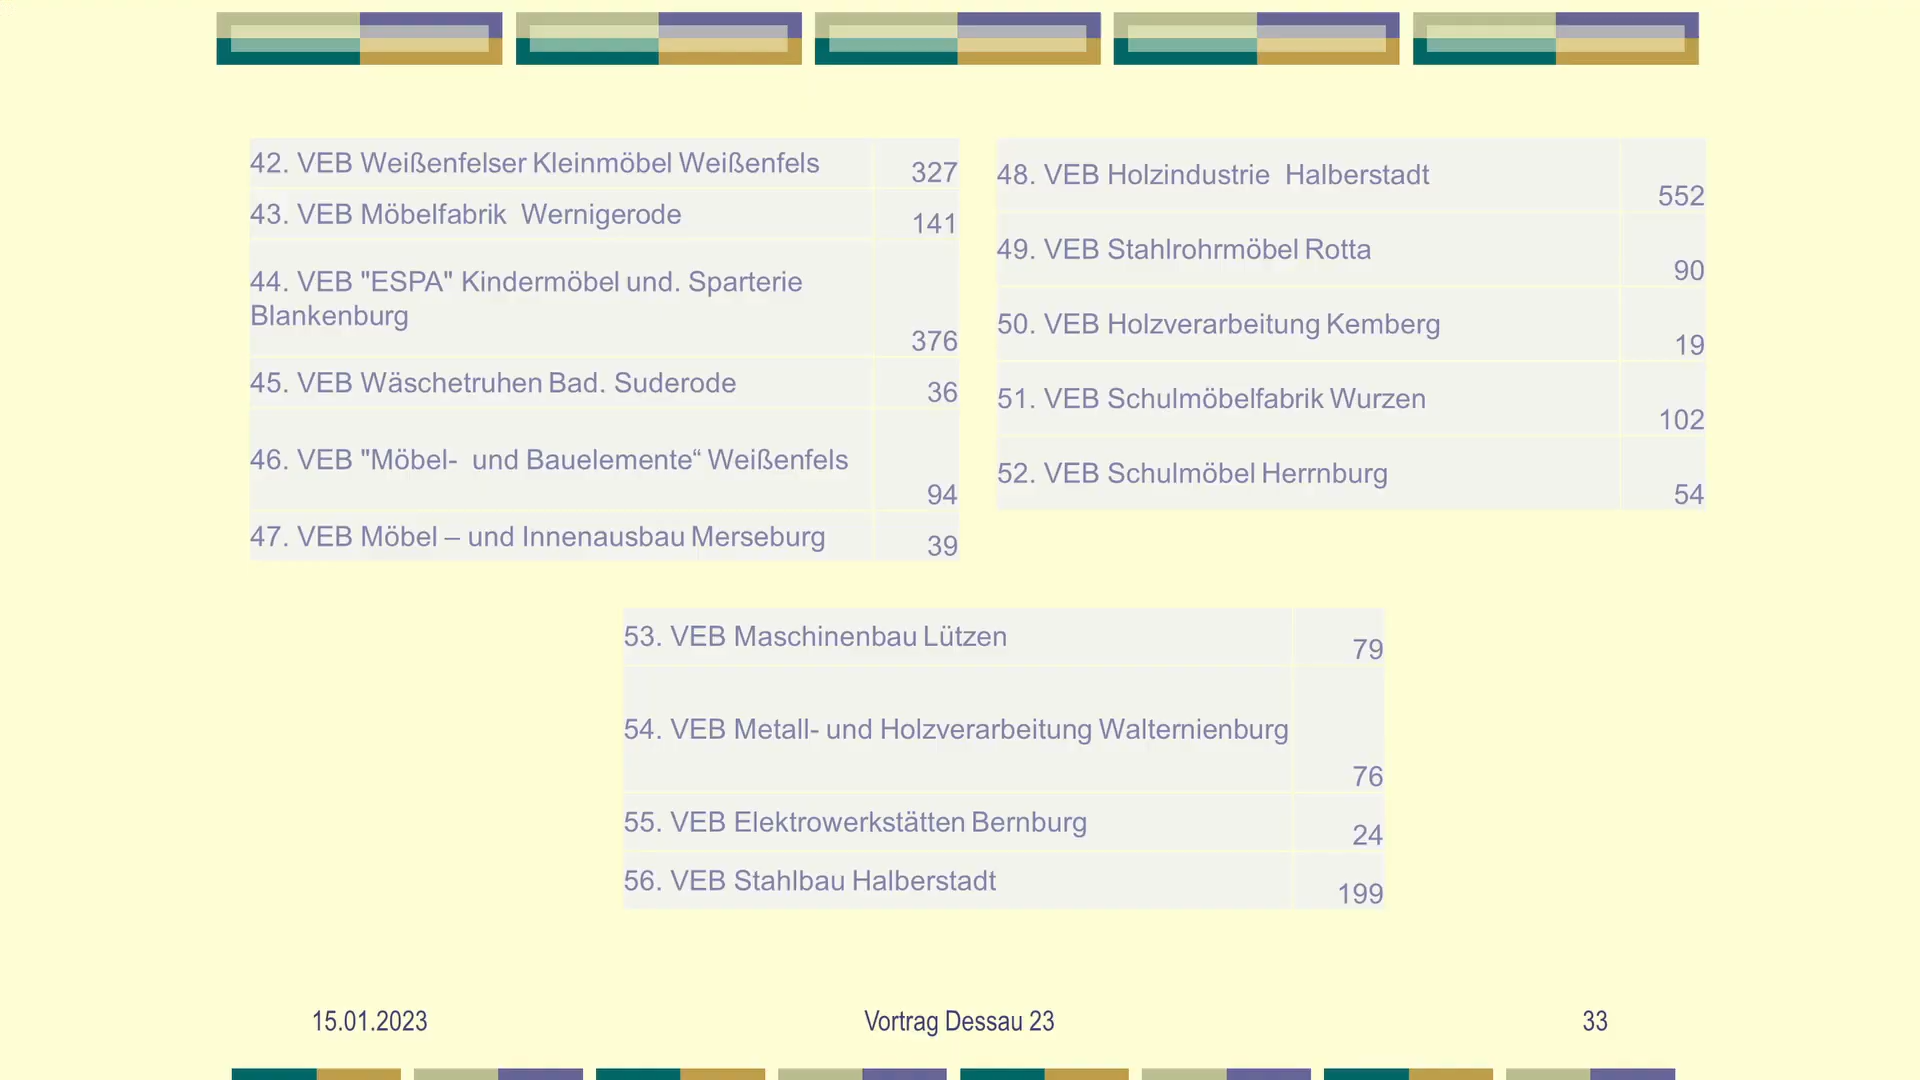 42. VEB Weißenfelser Kleinmöbel Weißenfels 327
43. VEB Möbelfabrik  Wernigerode 141
44. VEB "ESPA" Kindermöbel und. Sparterie
Blankenburg 376
45. VEB Wäschetruhen Bad. Suderode 36
46. VEB "Möbel-  und Bauelemente“ Weißenfels 94
47. VEB Möbel – und Innenausbau Merseburg 39
48. VEB Holzindustrie  Halberstadt 552
49. VEB Stahlrohrmöbel Rotta 90
50. VEB Holzverarbeitung Kemberg 19
51. VEB Schulmöbelfabrik Wurzen 102
52. VEB Schulmöbel Herrnburg 54
53. VEB Maschinenbau Lützen 79
54. VEB Metall- und Holzverarbeitung Walternienburg 76
55. VEB Elektrowerkstätten Bernburg 24
56. VEB Stahlbau Halberstadt 199
15.01.2023 Vortrag Dessau 23 33